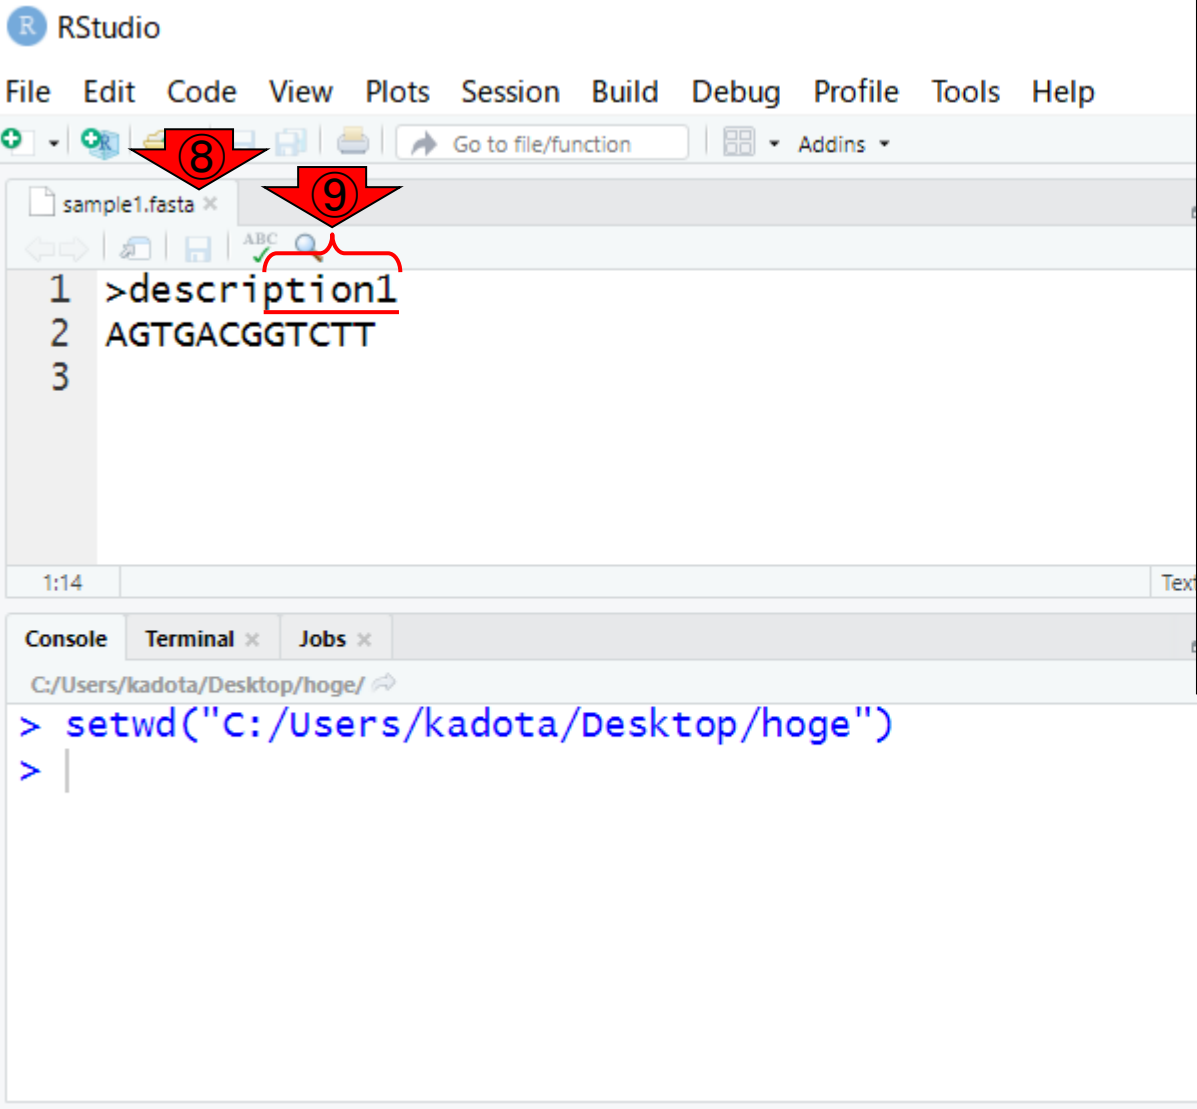 R RStudio
File Edit Code View Plots Session Build Debug Profile Tools Help
R Go to file/function Addins
⑧ ⑨
sample1.fasta
ABC
1 >description1
2 AGTGACGGTCTT
3
1:14
Console Terminal Jobs
C:/Users/kadota/Desktop/hoge/
> setwd("C:/Users/kadota/Desktop/hoge")
>